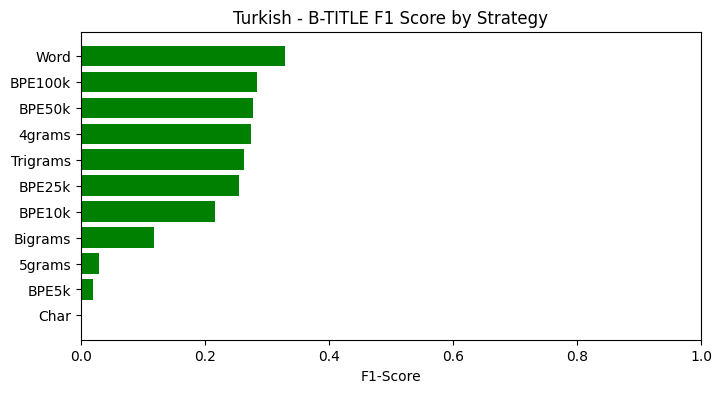 Turkish - B-TITLE F1 Score by Strategy
Word
BPE100k
BPE50k
4grams
Trigrams
BPE25k
BPE10k
Bigrams
5grams
BPE5k
Char
0.0 0.2 0.4 0.6 0.8 1.0
F1-Score